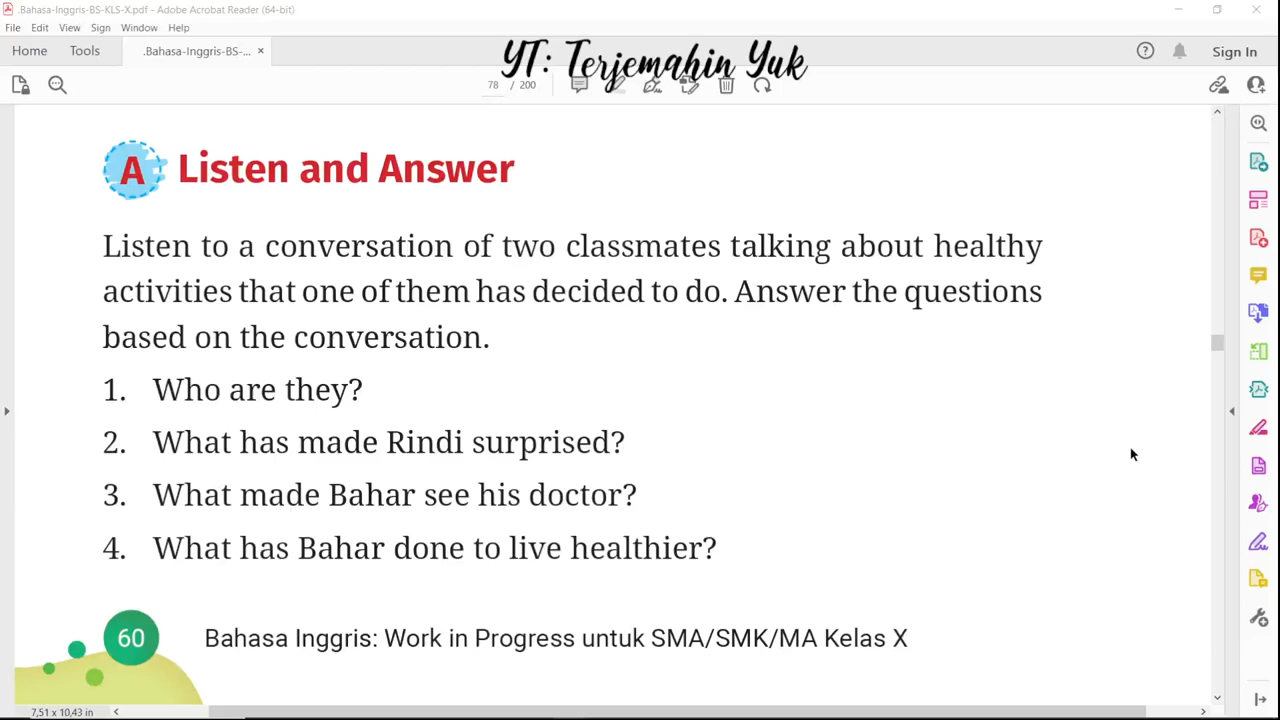 .Bahasa-Inggris-BS-KLS-X.pdf - Adobe Acrobat Reader (64-bit)
File Edit View Sign Window Help
Home Tools .Bahasa-Inggris-BS-... × Sign In
YT: Terjemahin Yuk
78 / 200
A Listen and Answer
Listen to a conversation of two classmates talking about healthy
activities that one of them has decided to do. Answer the questions
based on the conversation.
1. Who are they?
2. What has made Rindi surprised?
3. What made Bahar see his doctor?
4. What has Bahar done to live healthier?
60 Bahasa Inggris: Work in Progress untuk SMA/SMK/MA Kelas X
7,51 x 10,43 in